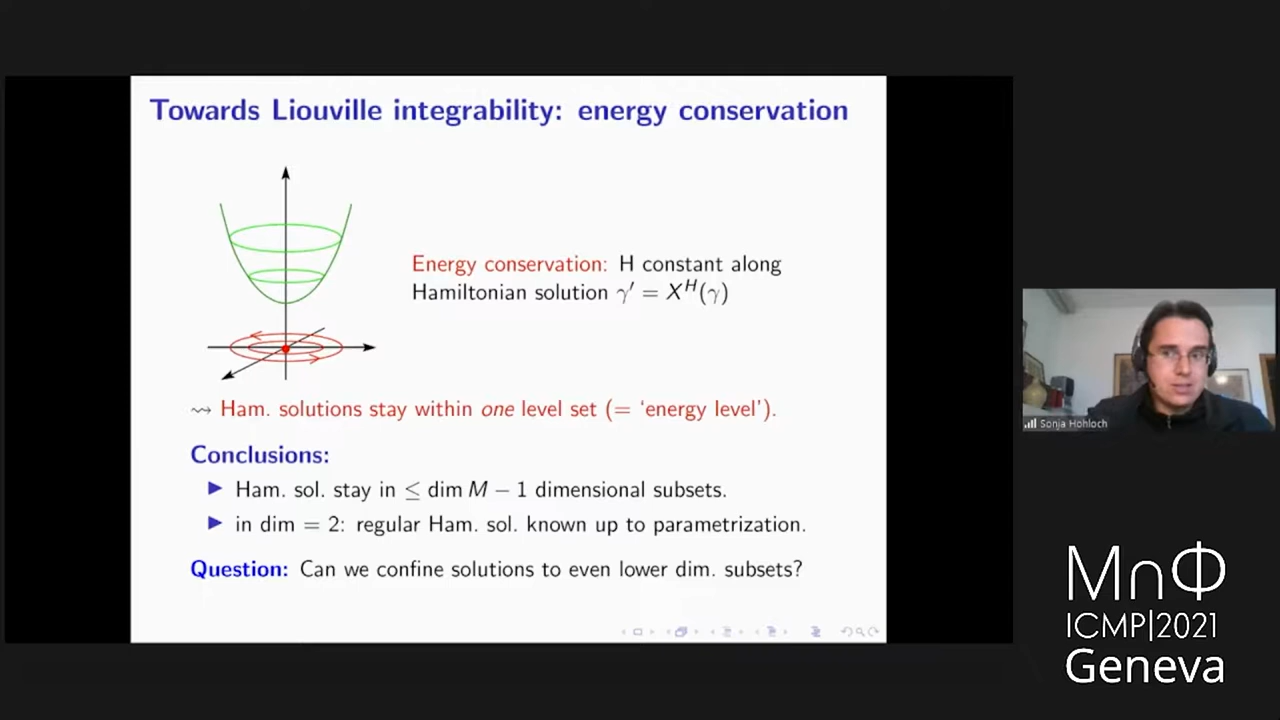 Towards Liouville integrability: energy conservation
Energy conservation: H constant along
Hamiltonian solution γ′ = X^H(γ)
⇝ Ham. solutions stay within one level set (= ‘energy level’).
Conclusions:
▶ Ham. sol. stay in ≤ dim M − 1 dimensional subsets.
▶ in dim = 2: regular Ham. sol. known up to parametrization.
Question: Can we confine solutions to even lower dim. subsets?
Sonja Hohloch
M∩Φ
ICMP|2021
Geneva